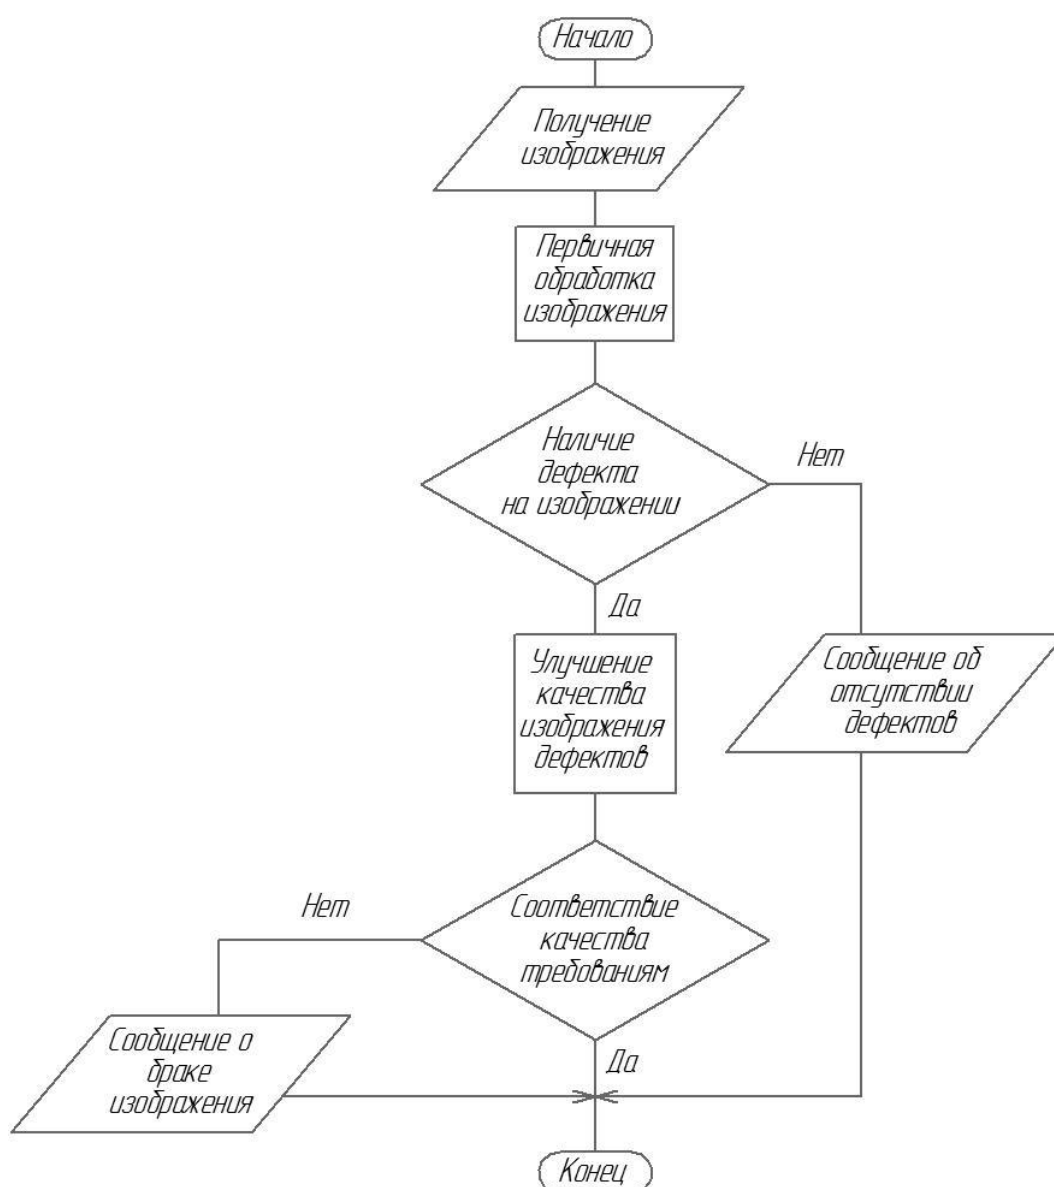 Начало
Получение
изображения
Первичная
обработка
изображения
Наличие
дефекта
на изображении
Нет
Да
Улучшение
качества
изображения
дефектов
Сообщение об
отсутствии
дефектов
Нет
Соответствие
качества
требованиям
Сообщение о
браке
изображения
Да
Конец